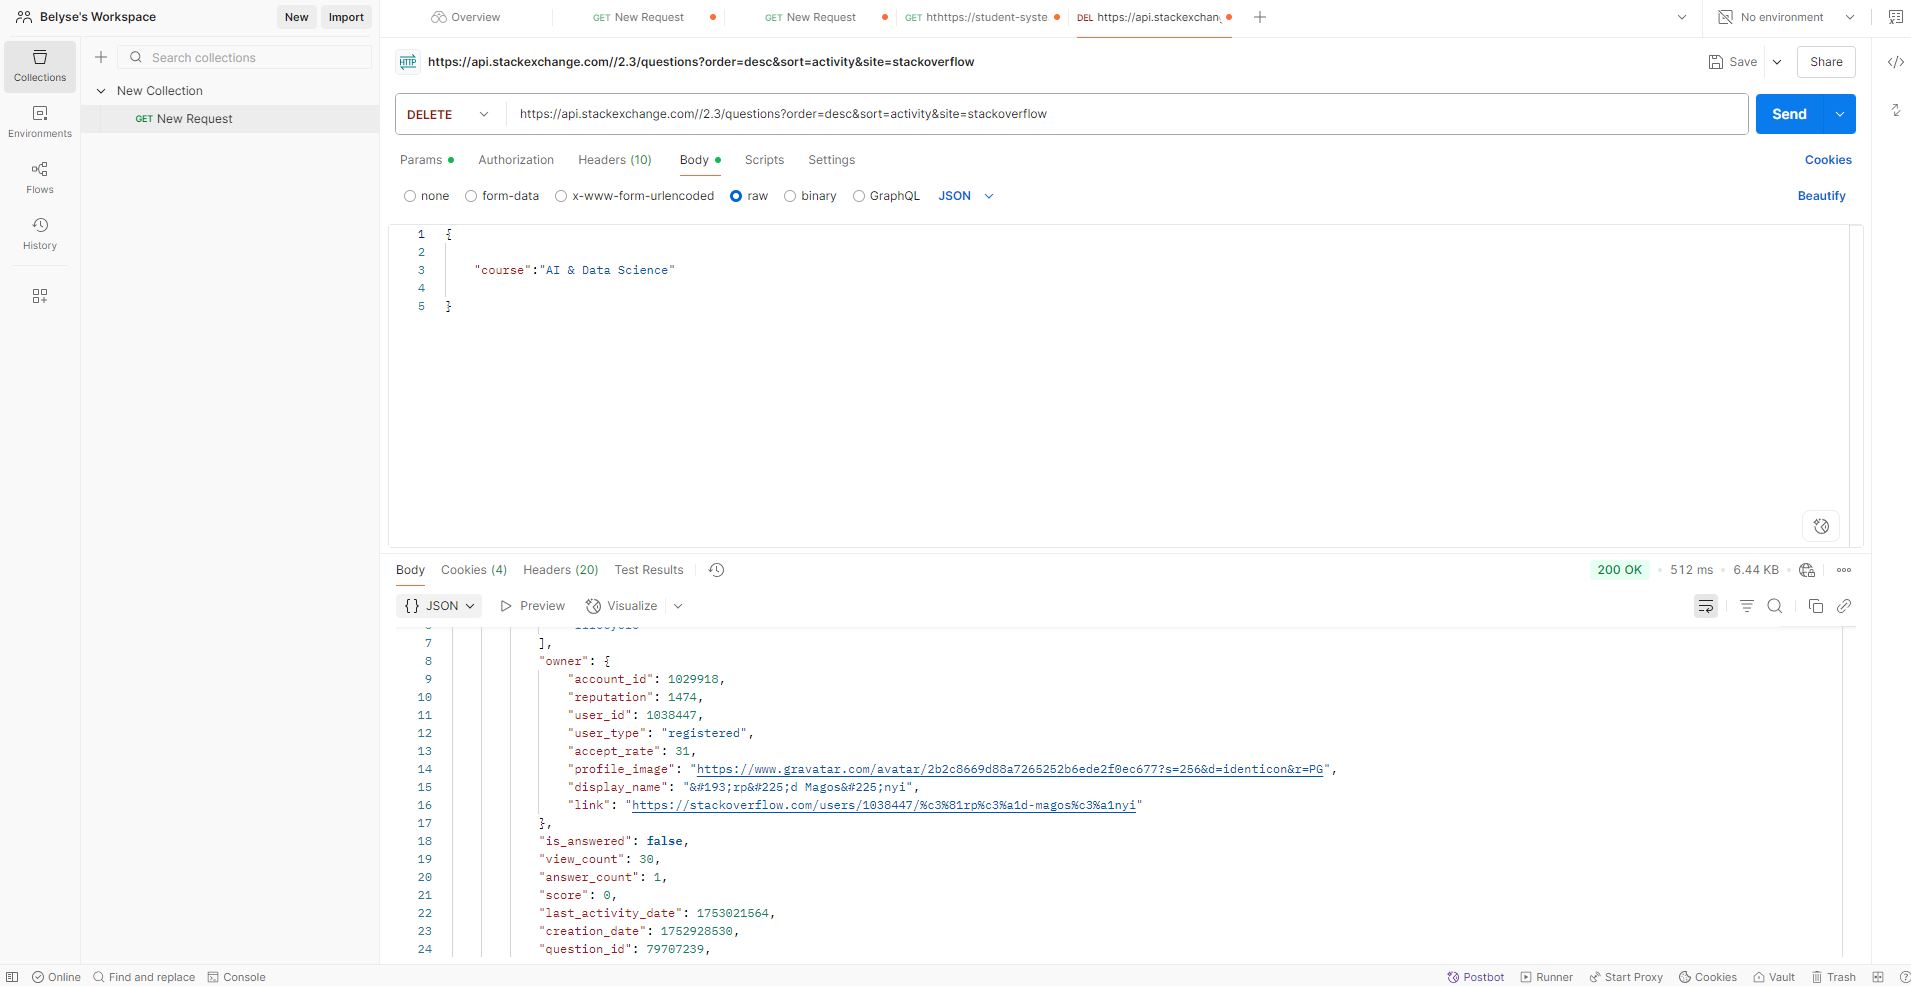 Belyse's Workspace
New
Import
Overview
GET New Request
GET New Request
GET hthttps://student-syste
DEL https://api.stackexchan
No environment
Collections
Environments
Flows
History
Search collections
New Collection
GET New Request
HTTP
https://api.stackexchange.com//2.3/questions?order=desc&sort=activity&site=stackoverflow
Save
Share
DELETE
https://api.stackexchange.com//2.3/questions?order=desc&sort=activity&site=stackoverflow
Send
Params
Authorization
Headers (10)
Body
Scripts
Settings
Cookies
none
form-data
x-www-form-urlencoded
raw
binary
GraphQL
JSON
Beautify
1 {
2
3 "course":"AI & Data Science"
4
5 }
Body
Cookies (4)
Headers (20)
Test Results
200 OK
512 ms
6.44 KB
{} JSON
Preview
Visualize
7 ],
8 "owner": {
9 "account_id": 1029918,
10 "reputation": 1474,
11 "user_id": 1038447,
12 "user_type": "registered",
13 "accept_rate": 31,
14 "profile_image": "https://www.gravatar.com/avatar/2b2c8669d88a7265252b6ede2f0ec677?s=256&d=identicon&r=PG",
15 "display_name": "&#193;rp&#225;d Magos&#225;nyi",
16 "link": "https://stackoverflow.com/users/1038447/%c3%81rp%c3%a1d-magos%c3%a1nyi"
17 },
18 "is_answered": false,
19 "view_count": 30,
20 "answer_count": 1,
21 "score": 0,
22 "last_activity_date": 1753021564,
23 "creation_date": 1752928530,
24 "question_id": 79707239,
Online
Find and replace
Console
Postbot
Runner
Start Proxy
Cookies
Vault
Trash